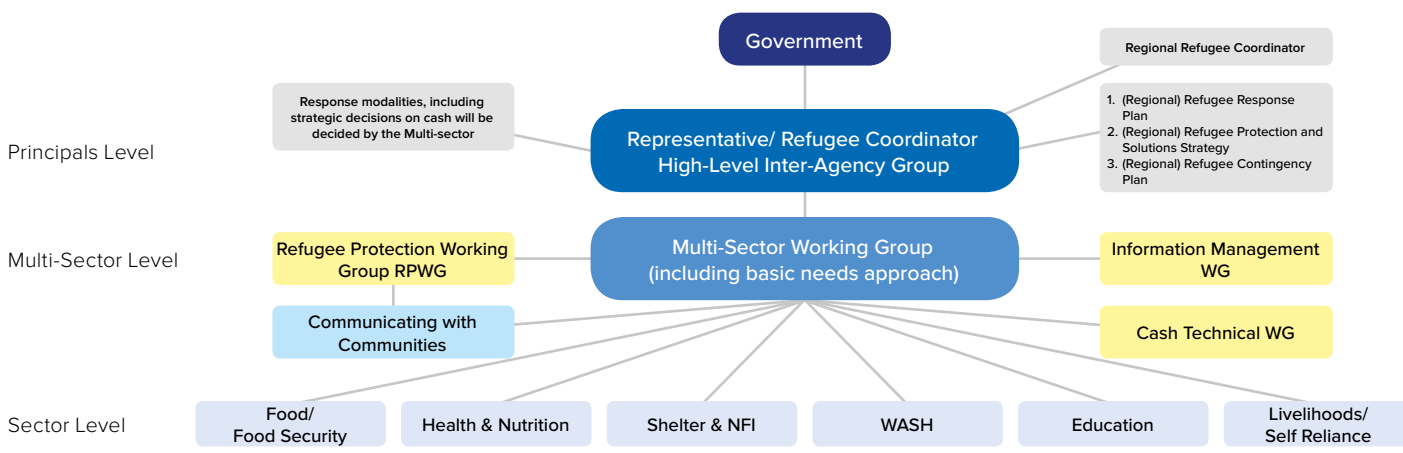 Government
Regional Refugee Coordinator
Response modalities, including
strategic decisions on cash will be
decided by the Multi-sector
Principals Level
Representative/ Refugee Coordinator
High-Level Inter-Agency Group
1. (Regional) Refugee Response
Plan
2. (Regional) Refugee Protection and
Solutions Strategy
3. (Regional) Refugee Contingency
Plan
Multi-Sector Level
Refugee Protection Working
Group RPWG
Multi-Sector Working Group
(including basic needs approach)
Information Management
WG
Communicating with
Communities
Cash Technical WG
Sector Level
Food/
Food Security
Health & Nutrition
Shelter & NFI
WASH
Education
Livelihoods/
Self Reliance